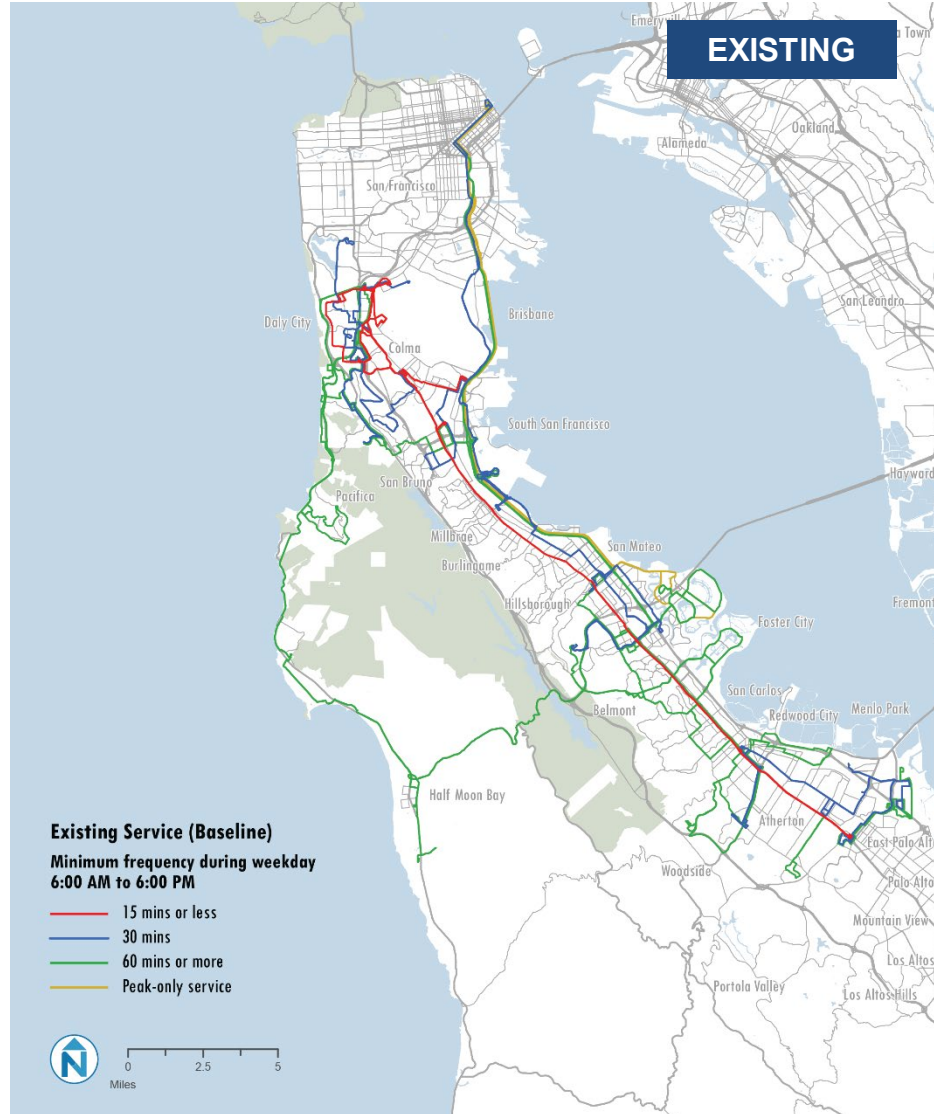 EXISTING
Emeryville
Town
Oakland
Alameda
San Francisco
San Leandro
Daly City
Brisbane
Colma
South San Francisco
Hayward
San Bruno
Pacifica
Millbrae
San Mateo
Burlingame
Hillsborough
Fremont
Foster City
San Carlos
Belmont
Redwood City
Menlo Park
Half Moon Bay
Atherton
East Palo Alt
Woodside
Palo Alto
Mountain View
Los Altos
Portola Valley
Los Altos Hills
Existing Service (Baseline)
Minimum frequency during weekday
6:00 AM to 6:00 PM
15 mins or less
30 mins
60 mins or more
Peak-only service
N
0 2.5 5
Miles